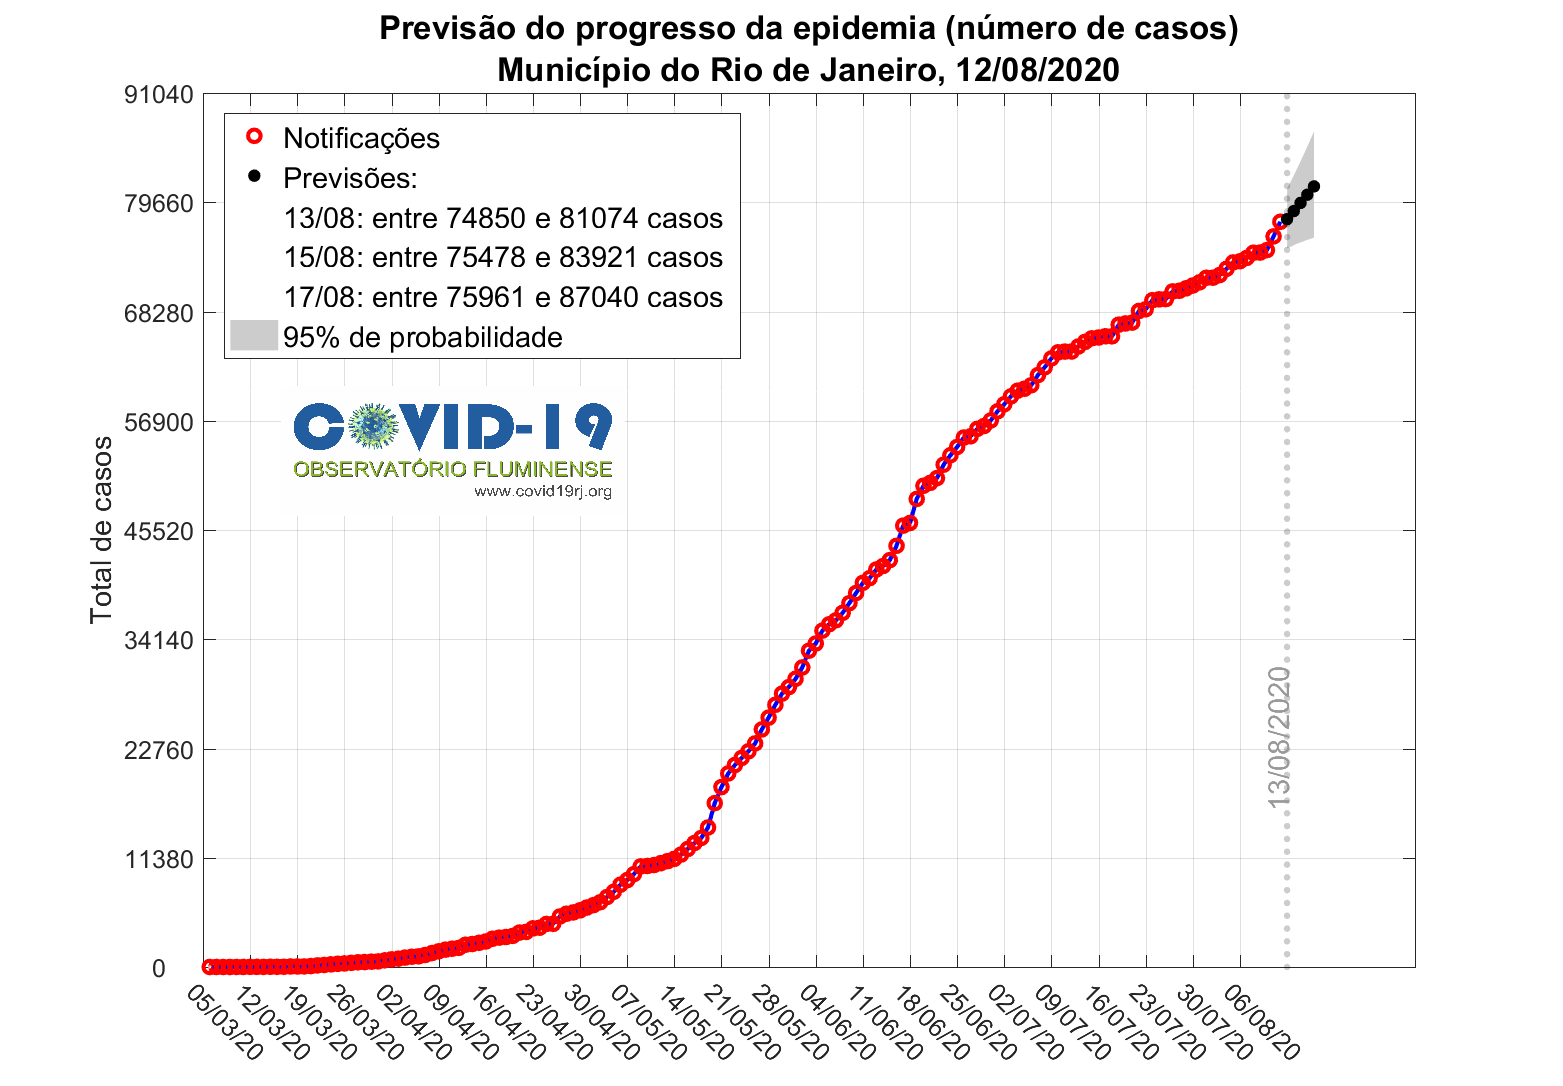 Previsão do progresso da epidemia (número de casos)
Município do Rio de Janeiro, 12/08/2020
91040
79660
68280
56900
45520
34140
22760
11380
0
Total de casos
Notificações
Previsões:
13/08: entre 74850 e 81074 casos
15/08: entre 75478 e 83921 casos
17/08: entre 75961 e 87040 casos
95% de probabilidade
COVID-19
OBSERVATÓRIO FLUMINENSE
www.covid19rj.org
13/08/2020
05/03/20
12/03/20
19/03/20
26/03/20
02/04/20
09/04/20
16/04/20
23/04/20
30/04/20
07/05/20
14/05/20
21/05/20
28/05/20
04/06/20
11/06/20
18/06/20
25/06/20
02/07/20
09/07/20
16/07/20
23/07/20
30/07/20
06/08/20